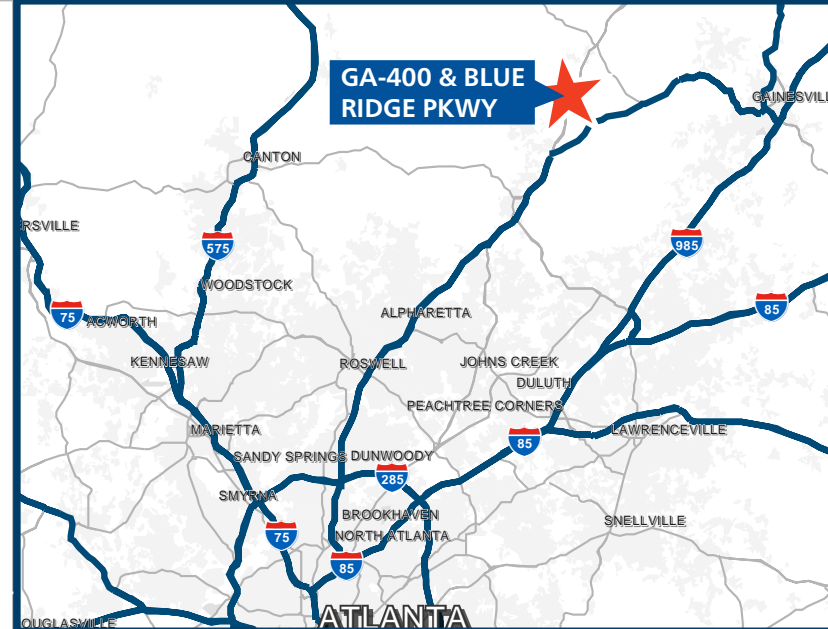 GA-400 & BLUE
RIDGE PKWY
GAINESVILL
CANTON
RSVILLE
575
985
WOODSTOCK
75
85
ACWORTH
ALPHARETTA
KENNESAW
ROSWELL
JOHNS CREEK
DULUTH
PEACHTREE CORNERS
MARIETTA
85
LAWRENCEVILLE
SANDY SPRINGS
DUNWOODY
285
SMYRNA
BROOKHAVEN
SNELLVILLE
75
NORTH ATLANTA
85
ATLANTA
OUGLASVILLE